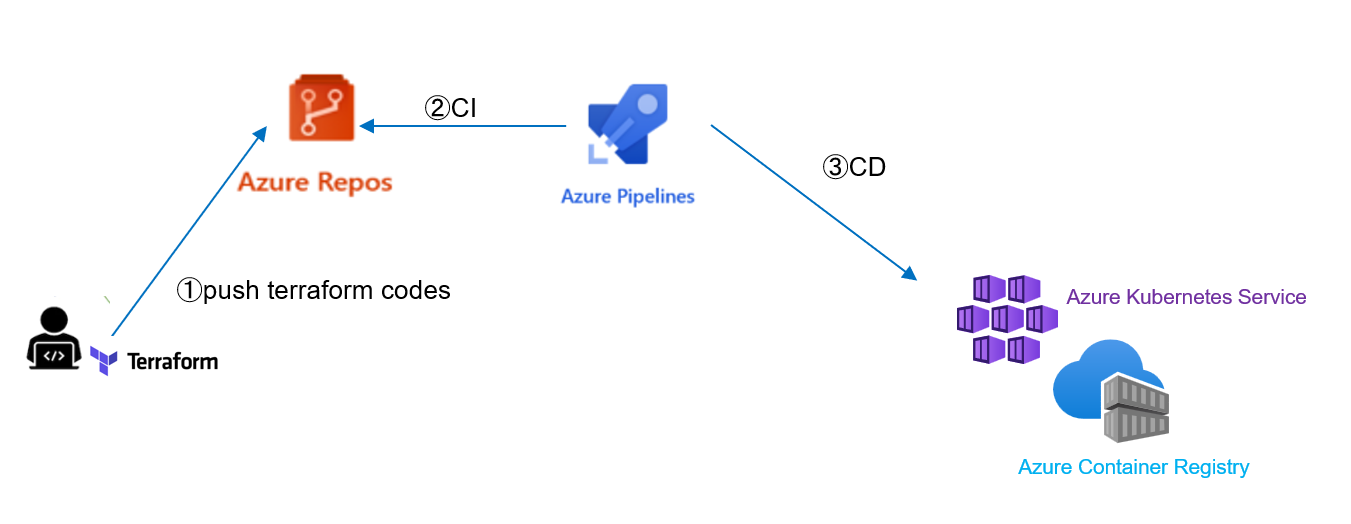 ②CI
③CD
Azure Repos
Azure Pipelines
①push terraform codes
Azure Kubernetes Service
</>
Terraform
Azure Container Registry